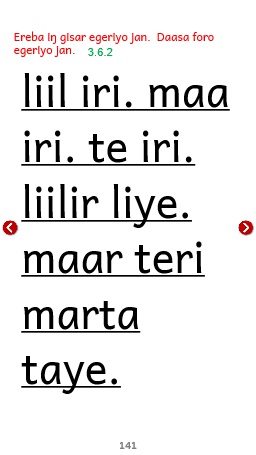 Ereba iŋ gisar egeriyo jan. Daasa foro
egeriyo jan. 3.6.2
liil iri. maa
iri. te iri.
liilir liye.
maar teri
marta
taye.
141